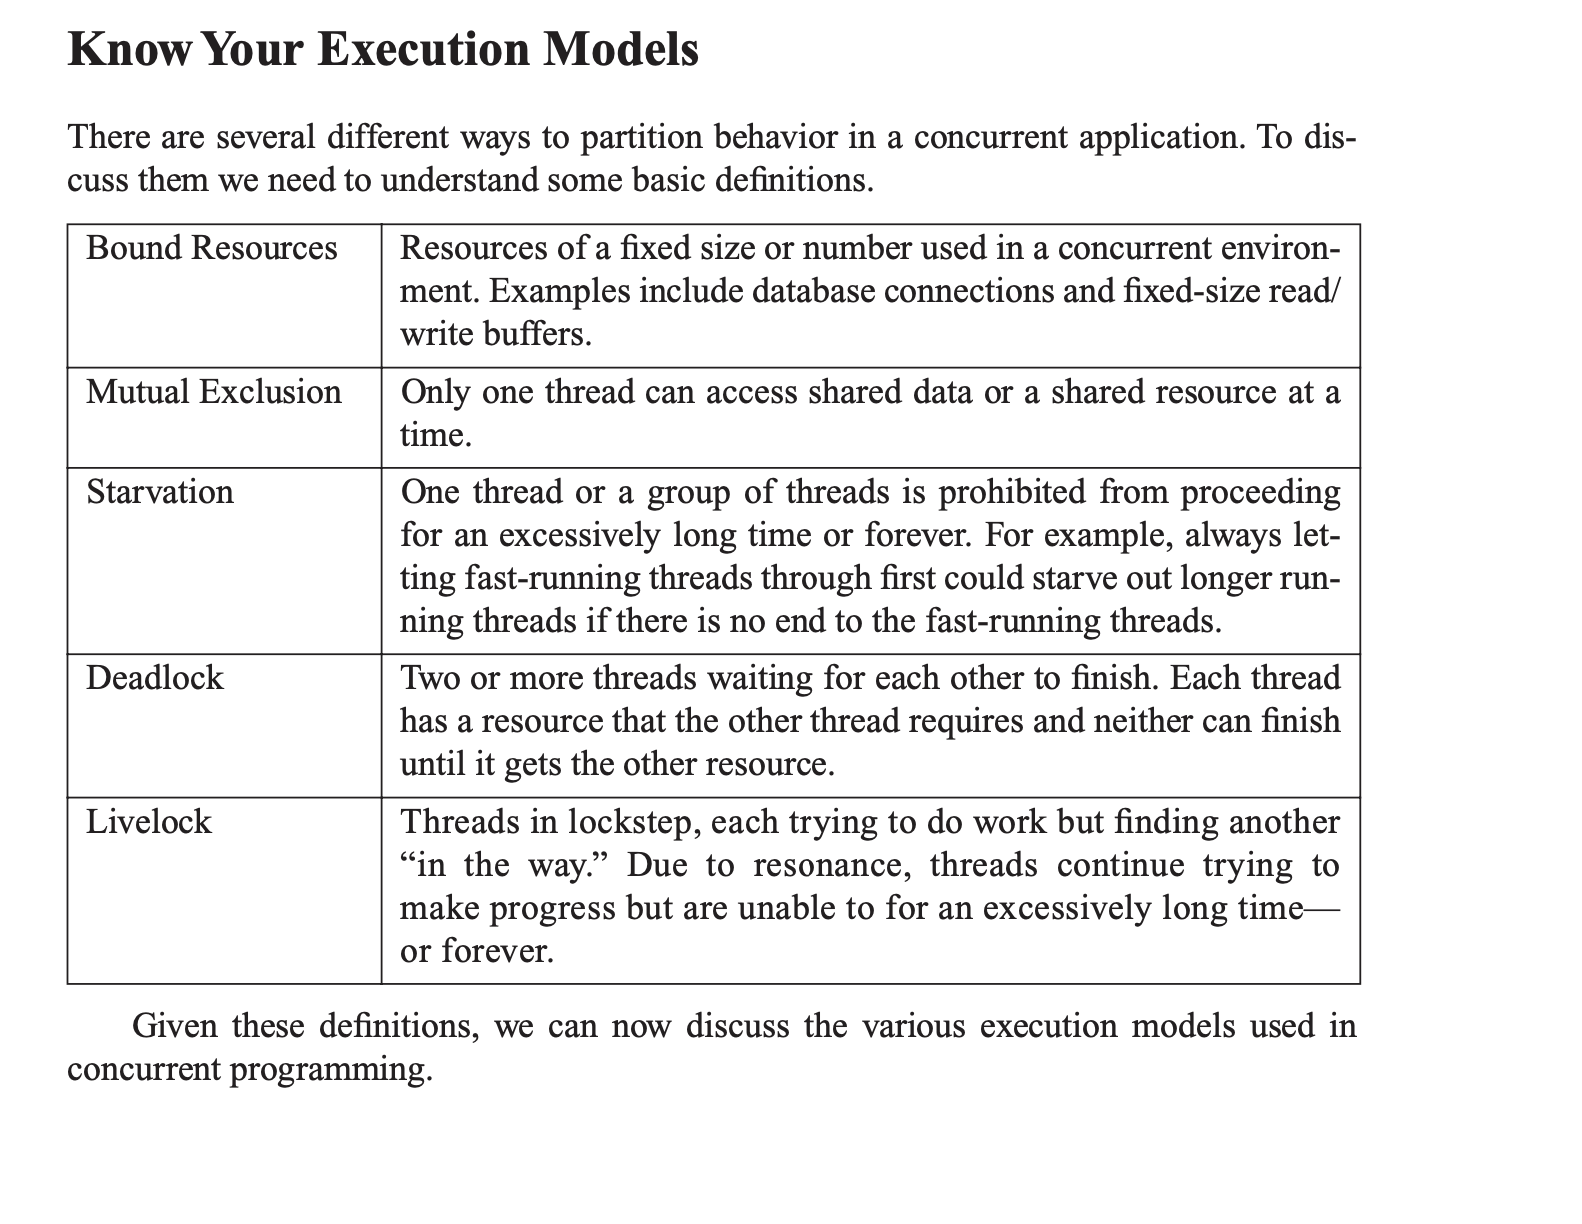 Know Your Execution Models
There are several different ways to partition behavior in a concurrent application. To dis-
cuss them we need to understand some basic definitions.
Bound Resources
Resources of a fixed size or number used in a concurrent environ-
ment. Examples include database connections and fixed-size read/
write buffers.
Mutual Exclusion
Only one thread can access shared data or a shared resource at a
time.
Starvation
One thread or a group of threads is prohibited from proceeding
for an excessively long time or forever. For example, always let-
ting fast-running threads through first could starve out longer run-
ning threads if there is no end to the fast-running threads.
Deadlock
Two or more threads waiting for each other to finish. Each thread
has a resource that the other thread requires and neither can finish
until it gets the other resource.
Livelock
Threads in lockstep, each trying to do work but finding another
“in the way.” Due to resonance, threads continue trying to
make progress but are unable to for an excessively long time—
or forever.
Given these definitions, we can now discuss the various execution models used in
concurrent programming.